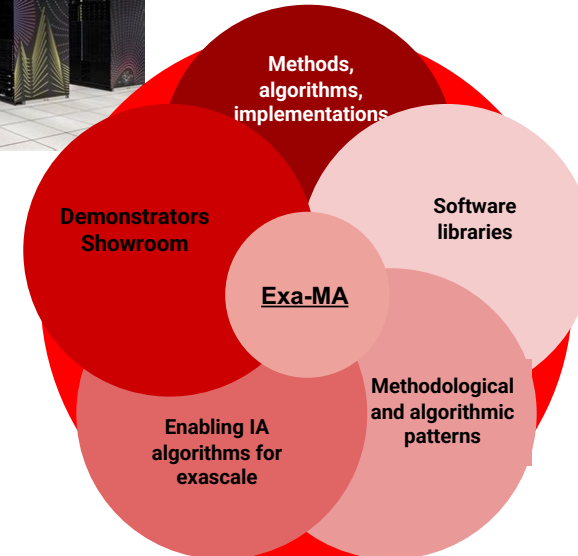 Methods,
algorithms,
implementations
Software
libraries
Methodological
and algorithmic
patterns
Enabling IA
algorithms for
exascale
Demonstrators
Showroom
Exa-MA